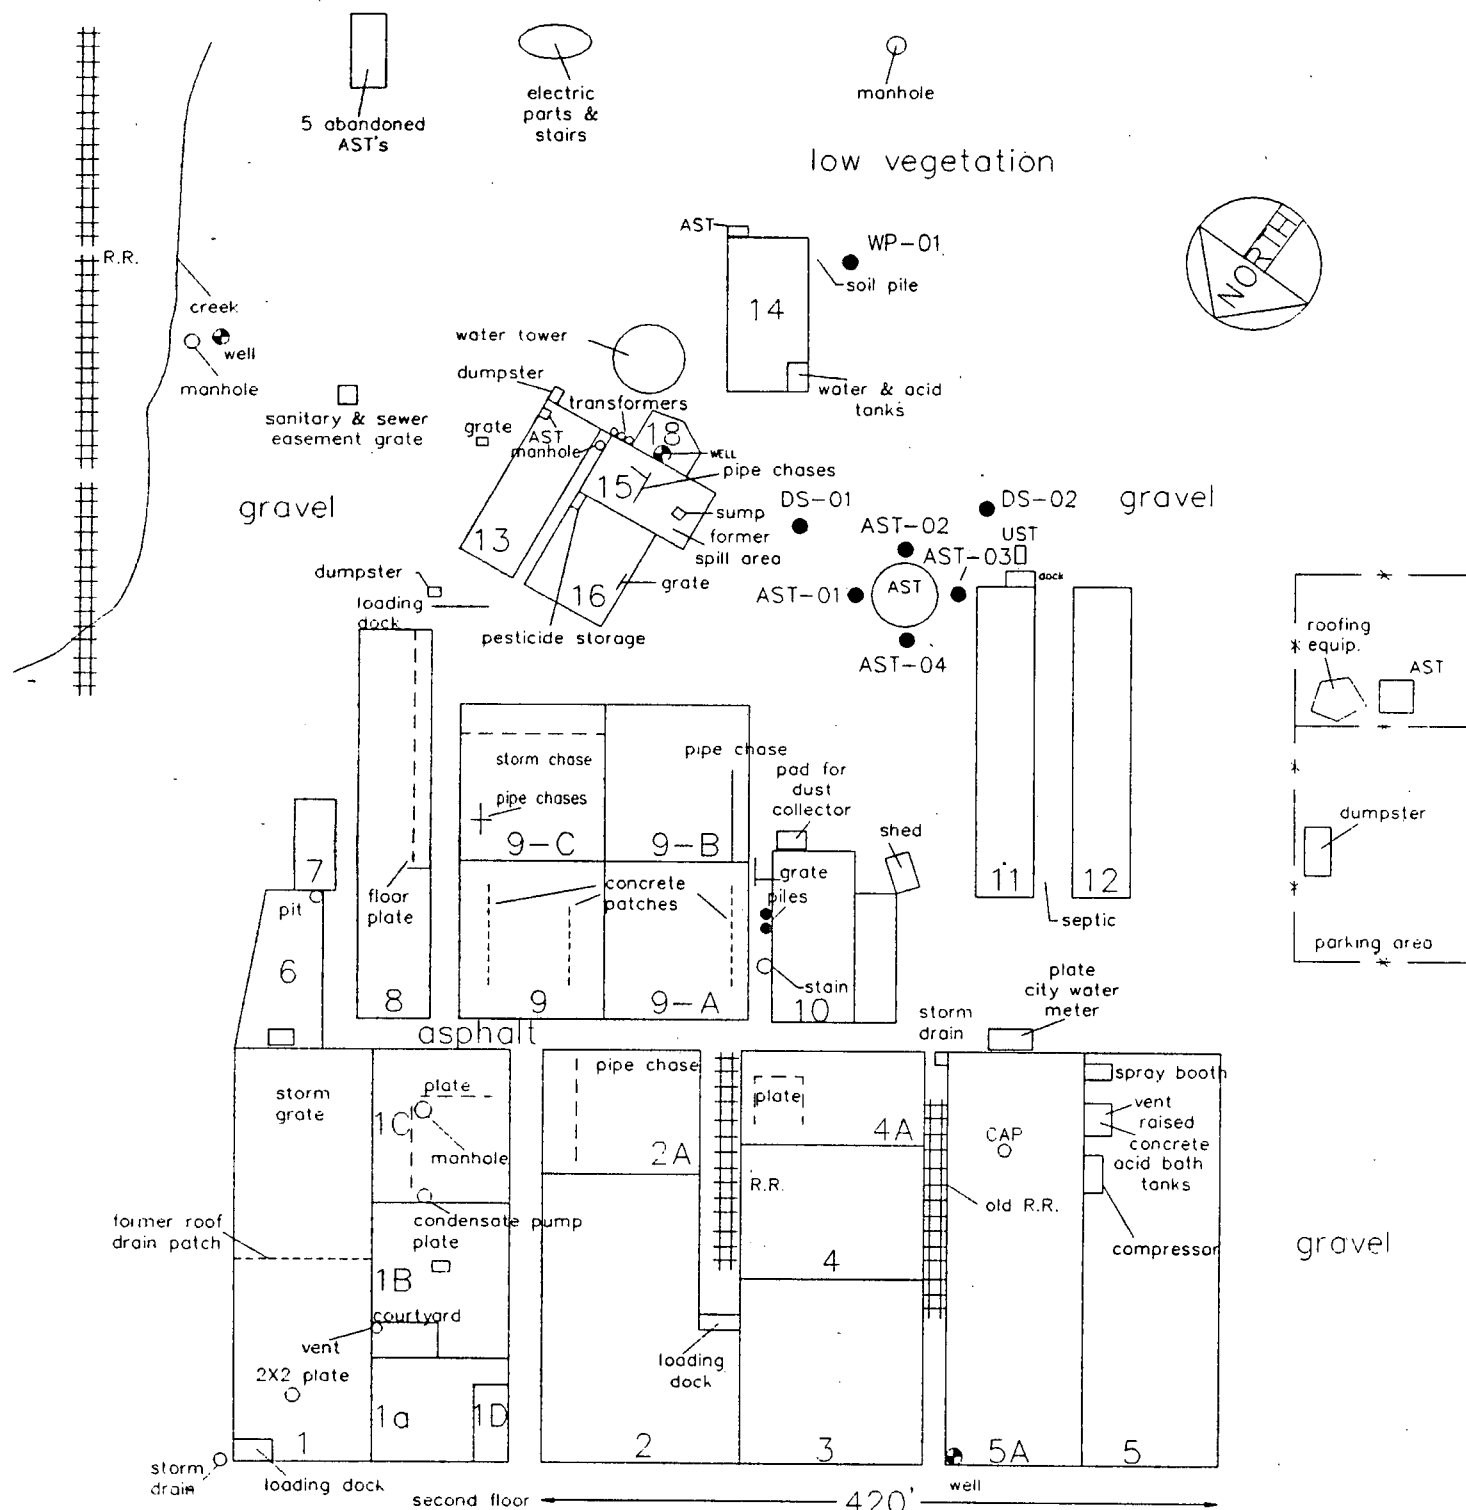 electric
parts &
stairs
manhole
5 abandoned
AST's
low vegetation
AST
WP-01
NORTH
R.R.
soil pile
creek
14
well
water tower
manhole
dumpster
water & acid
tanks
transformers
sanitary & sewer
easement grate
grate
AST
18
manhole
WELL
pipe chases
15
gravel
DS-01
DS-02
gravel
sump
AST-02
13
former
spill area
UST
AST-03
dumpster
16
grate
AST-01
AST
dock
loading
dock
pesticide storage
roofing
equip.
AST-04
AST
storm chase
pipe chase
pad for
dust
collector
pipe chases
dumpster
shed
9-C
9-B
7
grate
11
12
floor
plate
concrete
patches
piles
pit
septic
parking area
6
plate
city water
meter
8
9
9-A
stain
10
storm
drain
asphalt
pipe chase
spray booth
storm
grate
plate
plate
vent
raised
concrete
acid bath
tanks
1C
4A
CAP
manhole
2A
R.R.
old R.R.
former roof
drain patch
condensate pump
plate
compressor
gravel
1B
4
courtyard
vent
loading
dock
2X2 plate
1a
1D
1
2
3
5A
5
storm
drain
loading dock
well
second floor
420'